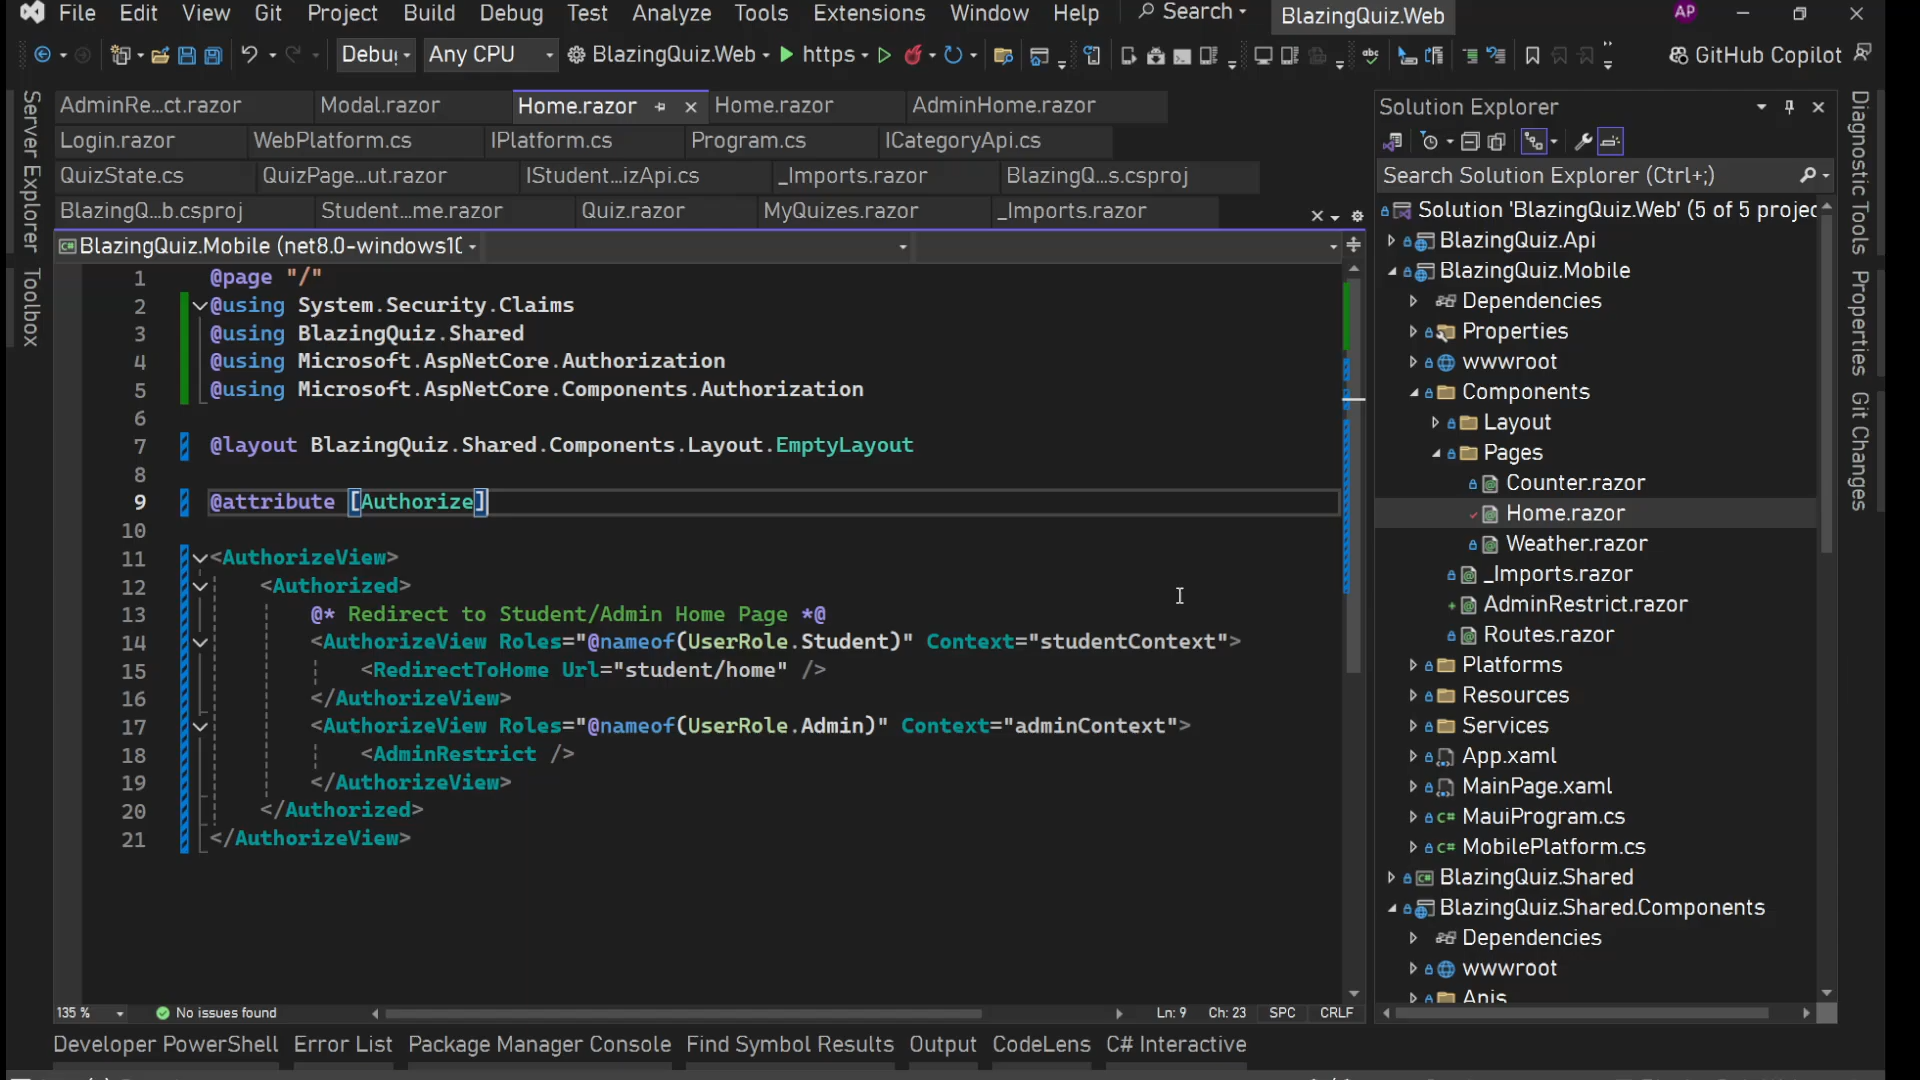 File Edit View Git Project Build Debug Test Analyze Tools Extensions Window Help Search BlazingQuiz.Web AP
Debug Any CPU BlazingQuiz.Web https GitHub Copilot
AdminRe...ct.razor Modal.razor Home.razor Home.razor AdminHome.razor
Login.razor WebPlatform.cs IPlatform.cs Program.cs ICategoryApi.cs
QuizState.cs QuizPage...ut.razor IStudent...izApi.cs _Imports.razor BlazingQ...s.csproj
BlazingQ...b.csproj Student...me.razor Quiz.razor MyQuizes.razor _Imports.razor
BlazingQuiz.Mobile (net8.0-windows10
1 @page "/"
2 @using System.Security.Claims
3 @using BlazingQuiz.Shared
4 @using Microsoft.AspNetCore.Authorization
5 @using Microsoft.AspNetCore.Components.Authorization
6
7 @layout BlazingQuiz.Shared.Components.Layout.EmptyLayout
8
9 @attribute [Authorize]
10
11 <AuthorizeView>
12 <Authorized>
13 @* Redirect to Student/Admin Home Page *@
14 <AuthorizeView Roles="@nameof(UserRole.Student)" Context="studentContext">
15 <RedirectToHome Url="student/home" />
16 </AuthorizeView>
17 <AuthorizeView Roles="@nameof(UserRole.Admin)" Context="adminContext">
18 <AdminRestrict />
19 </AuthorizeView>
20 </Authorized>
21 </AuthorizeView>
135 % No issues found Ln: 9 Ch: 23 SPC CRLF
Developer PowerShell Error List Package Manager Console Find Symbol Results Output CodeLens C# Interactive
Server Explorer
Toolbox
Solution Explorer
Search Solution Explorer (Ctrl+;)
Solution 'BlazingQuiz.Web' (5 of 5 projec
BlazingQuiz.Api
BlazingQuiz.Mobile
Dependencies
Properties
wwwroot
Components
Layout
Pages
Counter.razor
Home.razor
Weather.razor
_Imports.razor
AdminRestrict.razor
Routes.razor
Platforms
Resources
Services
App.xaml
MainPage.xaml
MauiProgram.cs
MobilePlatform.cs
BlazingQuiz.Shared
BlazingQuiz.Shared.Components
Dependencies
wwwroot
Apis
Diagnostic Tools
Properties
Git Changes